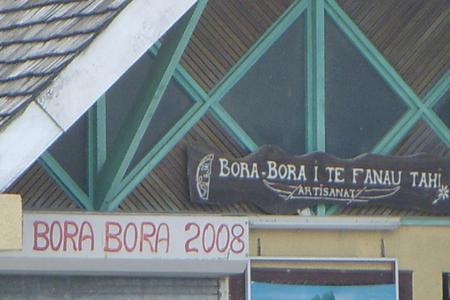 BORA-BORA I TE FANAU TAHI
ARTISANAT
BORA BORA 2008